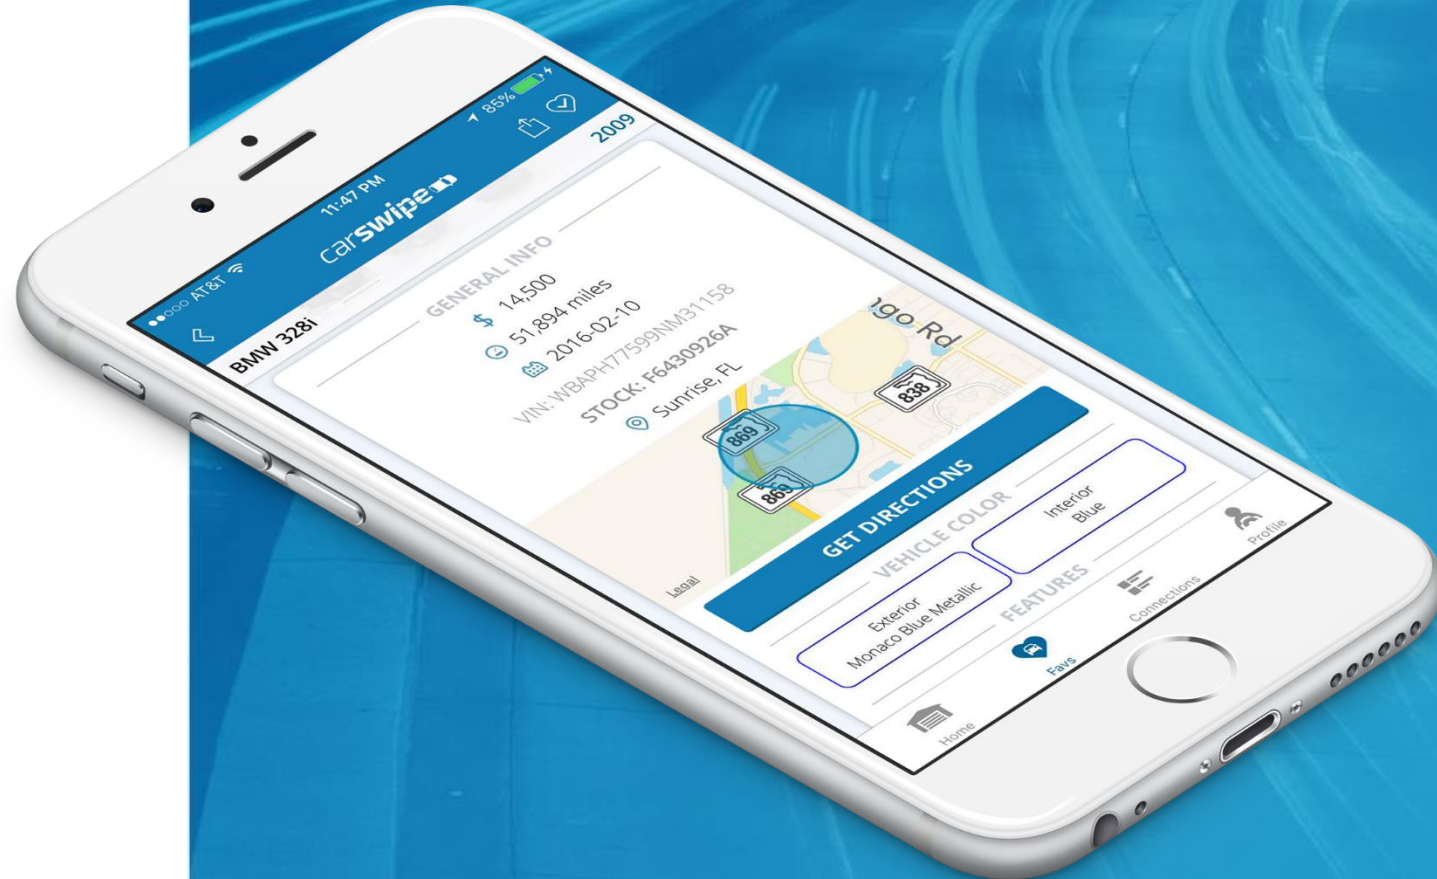 AT&T 11:47 PM 85%
carswipe
BMW 328i 2009
GENERAL INFO
$ 14,500
51,894 miles
2016-02-10
VIN: WBAPH77599NM31158
STOCK: F6430926A
Sunrise, FL
go Rd
869
838
869
Legal
GET DIRECTIONS
VEHICLE COLOR
Exterior
Monaco Blue Metallic
Interior
Blue
FEATURES
Home
Favs
Connections
Profile